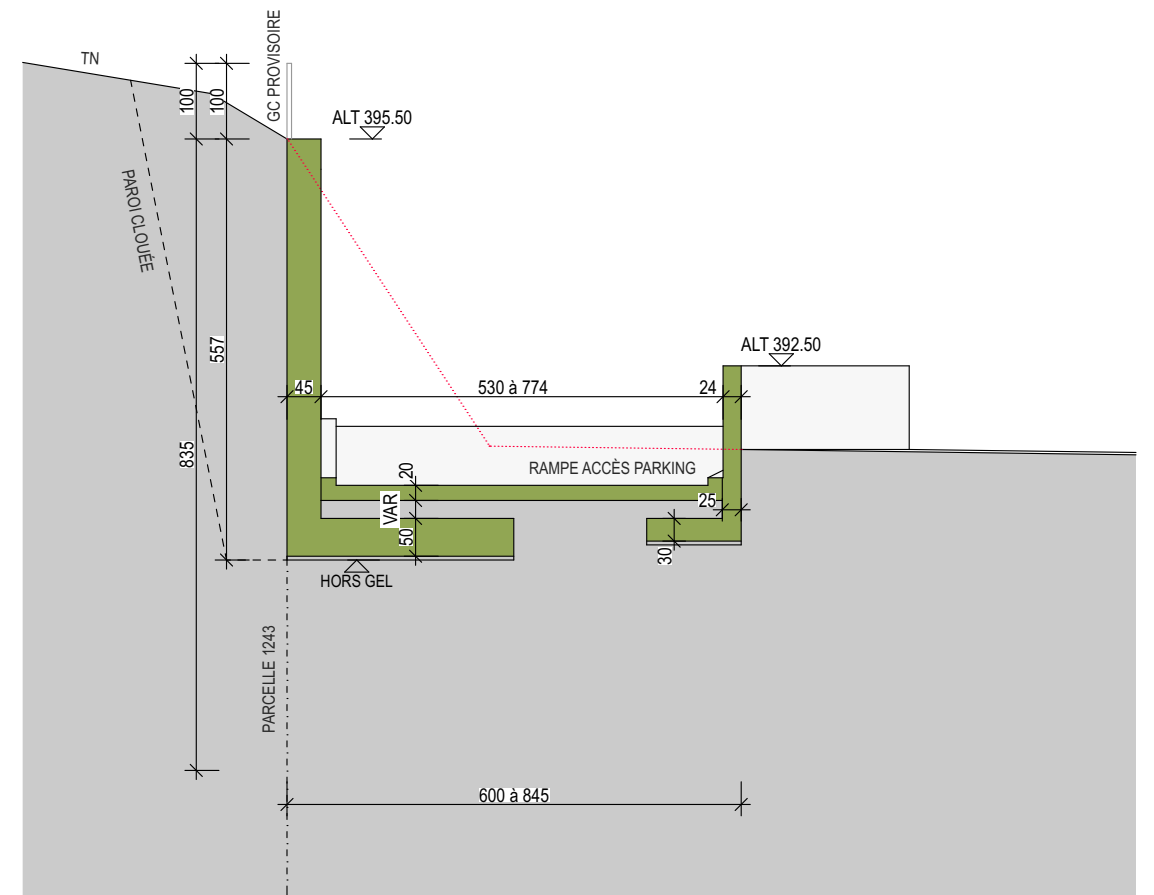 TN
100
100
GC PROVISOIRE
ALT 395.50
PAROI CLOUÉE
557
ALT 392.50
45
530 à 774
24
835
20
RAMPE ACCÈS PARKING
VAR
25
50
30
HORS GEL
PARCELLE 1243
600 à 845